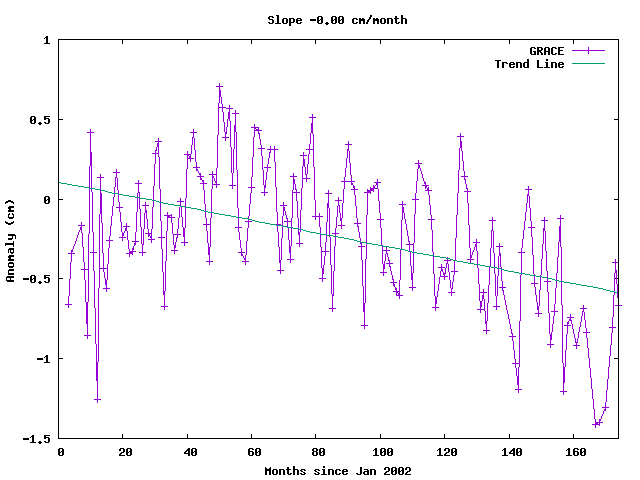 Slope -0.00 cm/month
1
GRACE
Trend Line
0.5
0
Anomaly (cm)
-0.5
-1
-1.5
0 20 40 60 80 100 120 140 160
Months since Jan 2002